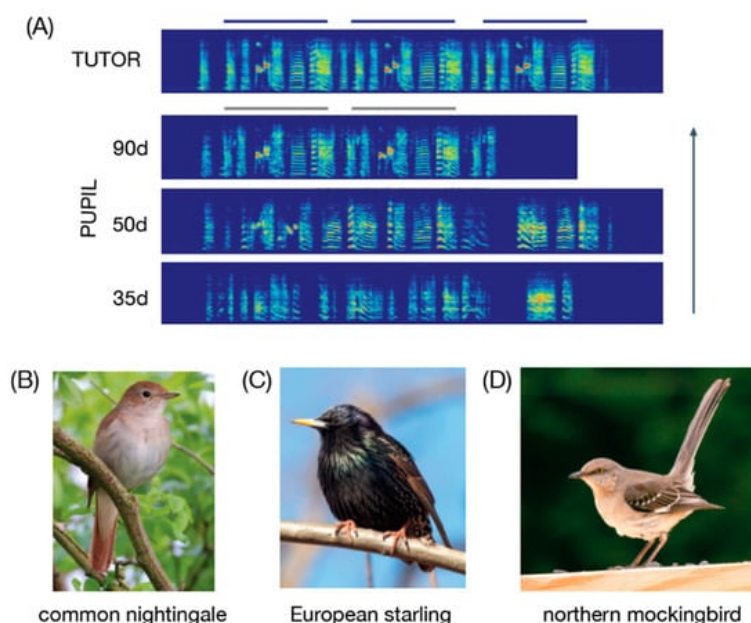 (A)
TUTOR
90d
PUPIL
50d
35d
(B)
(C)
(D)
common nightingale
European starling
northern mockingbird